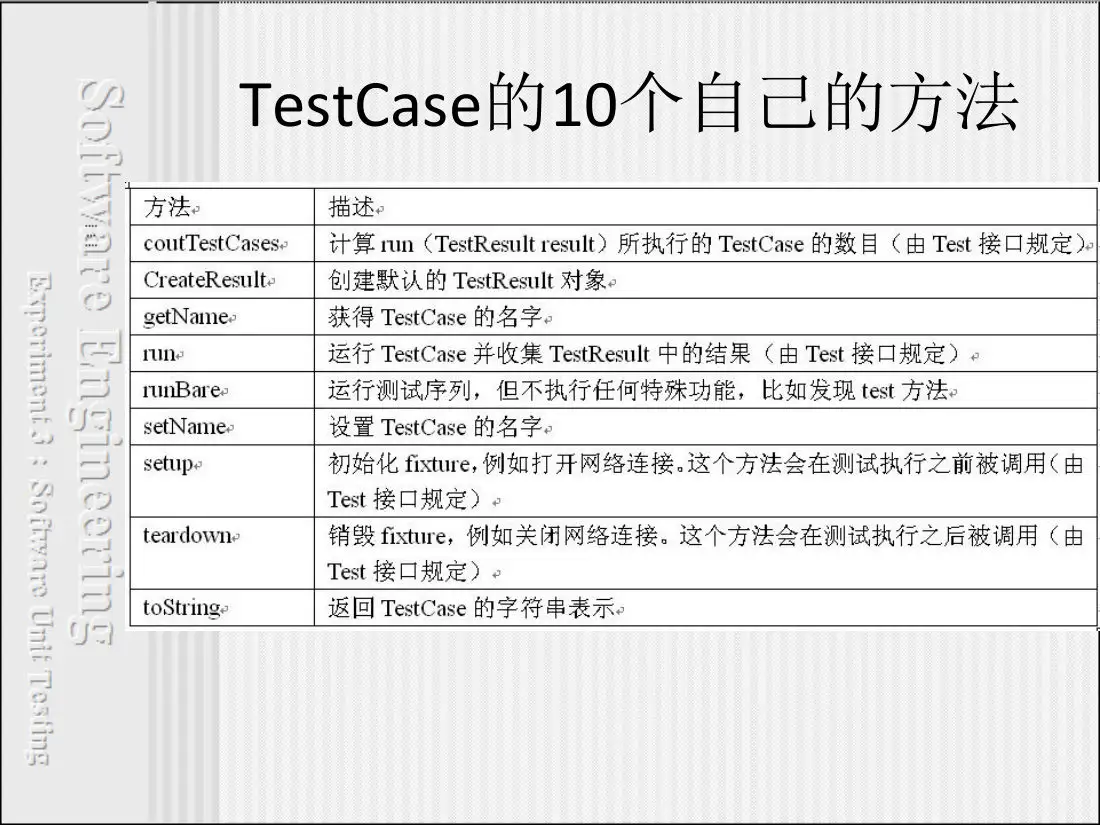 TestCase的10个自己的方法
方法
描述
coutTestCases
计算 run（TestResult result）所执行的 TestCase 的数目（由 Test 接口规定）
CreateResult
创建默认的 TestResult 对象
getName
获得 TestCase 的名字
run
运行 TestCase 并收集 TestResult 中的结果（由 Test 接口规定）
runBare
运行测试序列，但不执行任何特殊功能，比如发现 test 方法
setName
设置 TestCase 的名字
setup
初始化 fixture，例如打开网络连接。这个方法会在测试执行之前被调用（由
Test 接口规定）
teardown
销毁 fixture，例如关闭网络连接。这个方法会在测试执行之后被调用（由
Test 接口规定）
toString
返回 TestCase 的字符串表示
Software Engineering
Experiment3 : Software Unit Testing